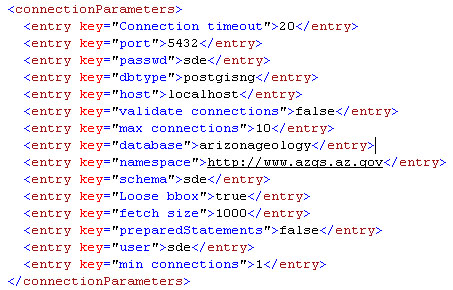 <connectionParameters>
<entry key="Connection timeout">20</entry>
<entry key="port">5432</entry>
<entry key="passwd">sde</entry>
<entry key="dbtype">postgisng</entry>
<entry key="host">localhost</entry>
<entry key="validate connections">false</entry>
<entry key="max connections">10</entry>
<entry key="database">arizonageology</entry>
<entry key="namespace">http://www.azgs.az.gov</entry>
<entry key="schema">sde</entry>
<entry key="Loose bbox">true</entry>
<entry key="fetch size">1000</entry>
<entry key="preparedStatements">false</entry>
<entry key="user">sde</entry>
<entry key="min connections">1</entry>
</connectionParameters>